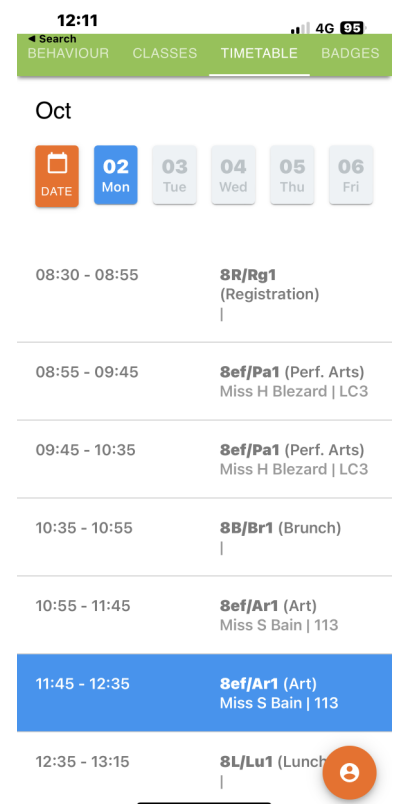 12:11
4G 95
◄ Search
BEHAVIOUR CLASSES TIMETABLE BADGES
Oct
DATE
02 Mon
03 Tue
04 Wed
05 Thu
06 Fri
08:30 - 08:55 8R/Rg1
(Registration)
|
08:55 - 09:45 8ef/Pa1 (Perf. Arts)
Miss H Blezard | LC3
09:45 - 10:35 8ef/Pa1 (Perf. Arts)
Miss H Blezard | LC3
10:35 - 10:55 8B/Br1 (Brunch)
|
10:55 - 11:45 8ef/Ar1 (Art)
Miss S Bain | 113
11:45 - 12:35 8ef/Ar1 (Art)
Miss S Bain | 113
12:35 - 13:15 8L/Lu1 (Lunch
|